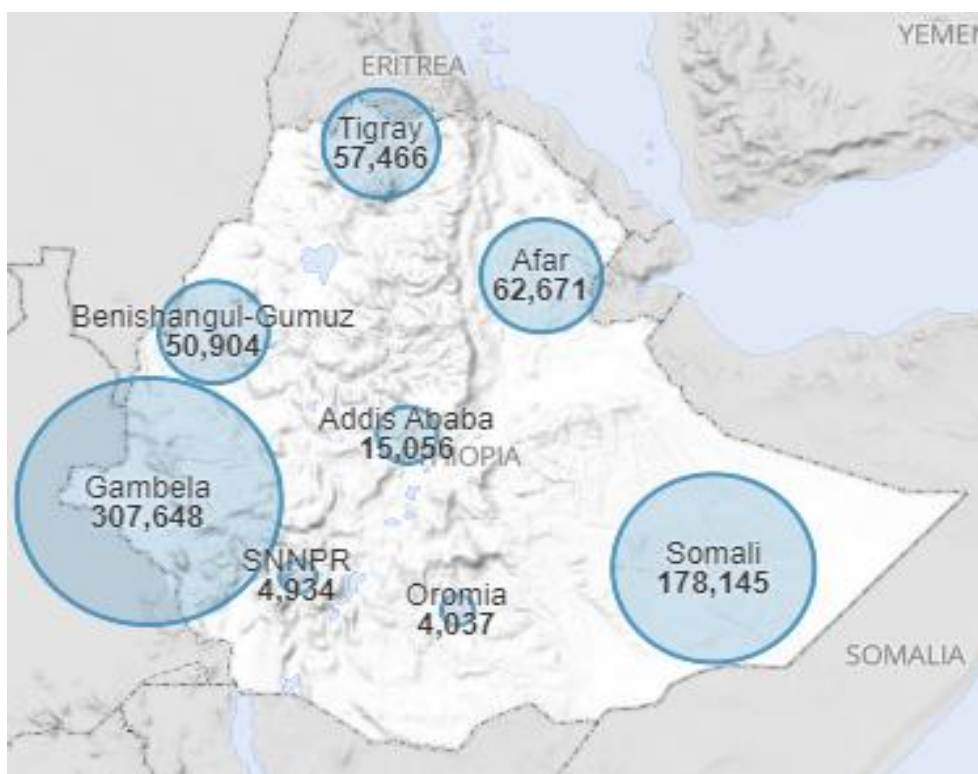 YEMEN
ERITREA
Tigray
57,466
Afar
62,671
Benishangul-Gumuz
50,904
Addis Ababa
15,056
HIOPIA
Gambela
307,648
SNNPR
4,934
Oromia
4,037
Somali
178,145
SOMALIA